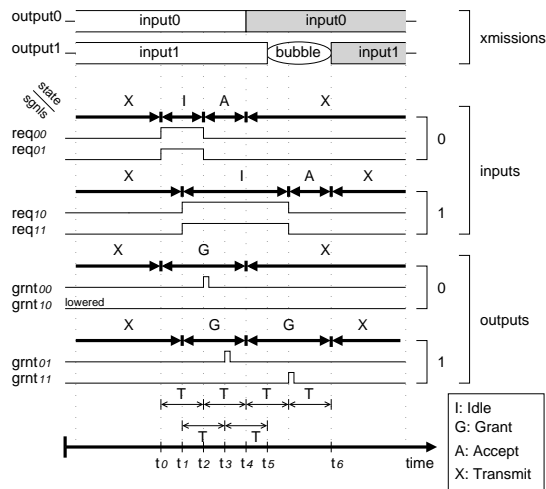 output0 input0 input0
output1 input1 bubble input1
xmissions
state
sgnls
X I A X
req00
req01
0
X I A X
inputs
req10
req11
1
X G X
grnt00
grnt10 lowered
0
X G G X
outputs
grnt01
grnt11
1
T T T T
T T
t0 t1 t2 t3 t4 t5 t6 time
I: Idle
G: Grant
A: Accept
X: Transmit